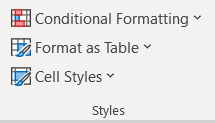 Conditional Formatting
Format as Table
Cell Styles
Styles